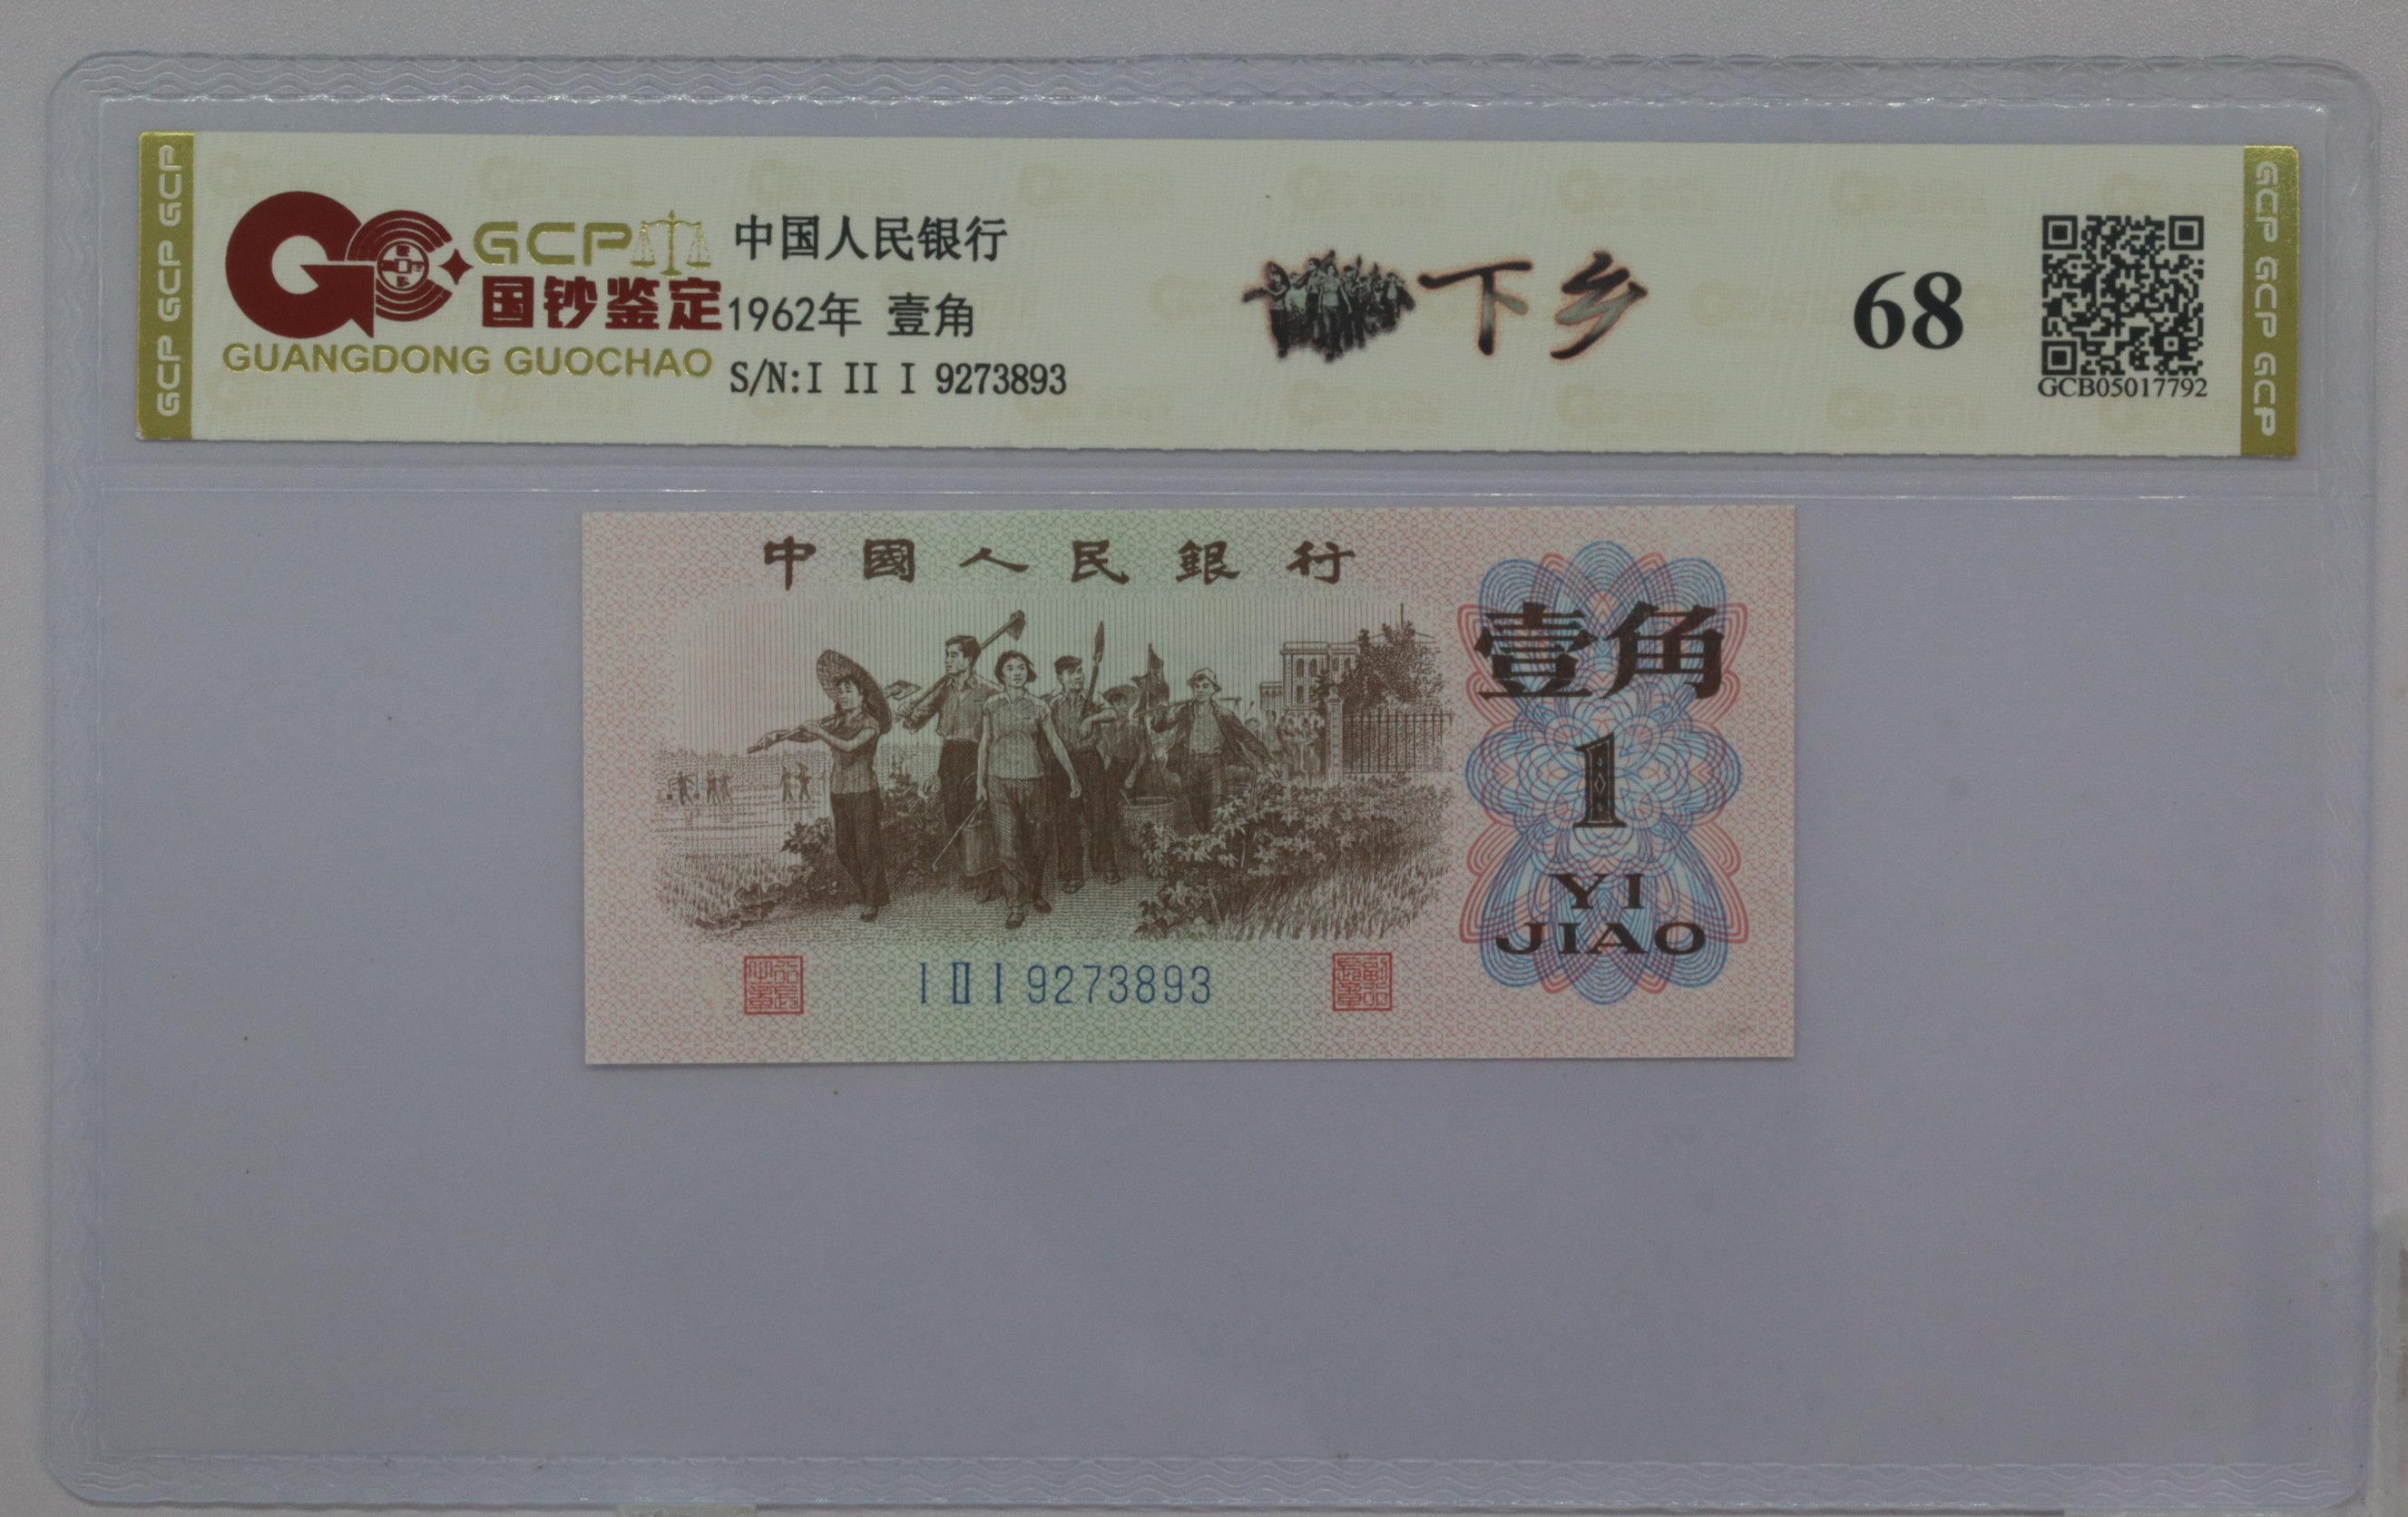 GCP GCP GCP
GCP
国钞鉴定
GUANGDONG GUOCHAO
中国人民银行
1962年 壹角
S/N:I II I 9273893
下乡
68
GCB05017792
GCP GCP GCP
中國人民銀行
壹角
1
YI
JIAO
I II I 9273893